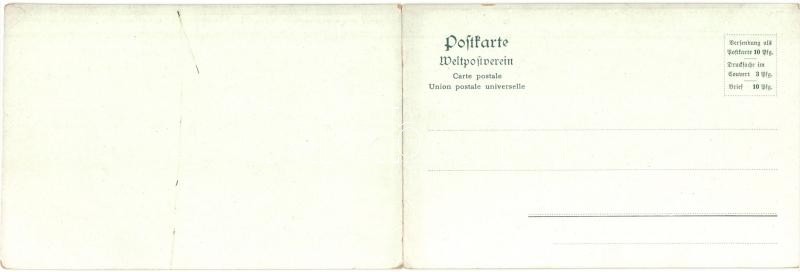 Postkarte
Weltpostverein
Carte postale
Union postale universelle
Versendung als
Postkarte 10 Pfg.
Drucksache im
Couvert 3 Pfg.
Brief 10 Pfg.